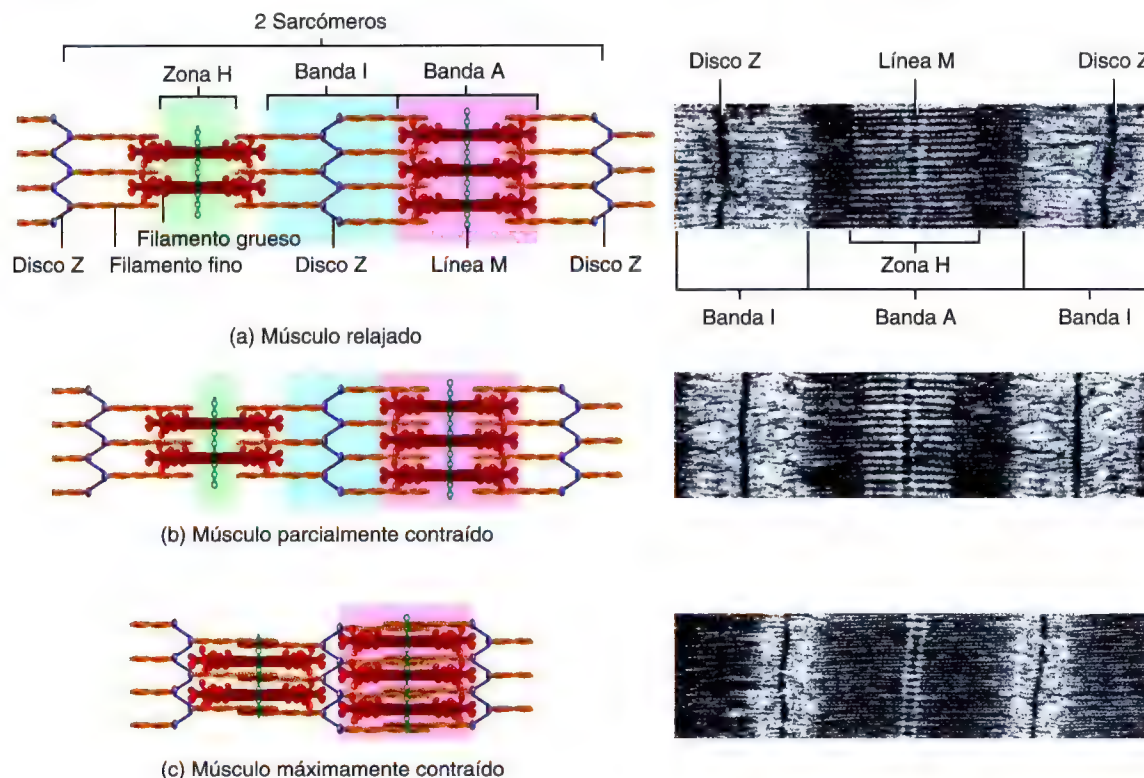 2 Sarcómeros
Zona H
Banda I
Banda A
Filamento grueso
Disco Z
Filamento fino
Disco Z
Línea M
Disco Z
(a) Músculo relajado
Disco Z
Línea M
Disco Z
Zona H
Banda I
Banda A
Banda I
(b) Músculo parcialmente contraído
(c) Músculo máximamente contraído